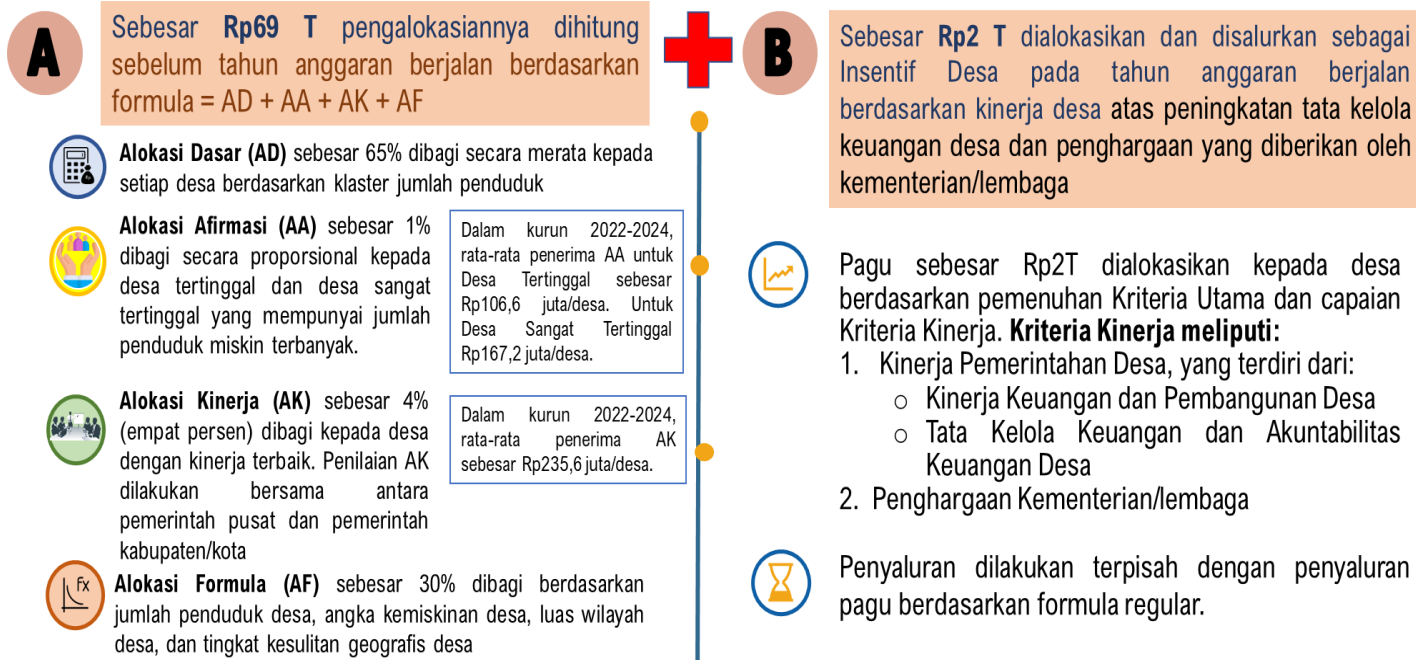 A
Sebesar Rp69 T pengalokasiannya dihitung
sebelum tahun anggaran berjalan berdasarkan
formula = AD + AA + AK + AF
Alokasi Dasar (AD) sebesar 65% dibagi secara merata kepada
setiap desa berdasarkan klaster jumlah penduduk
Alokasi Afirmasi (AA) sebesar 1%
dibagi secara proporsional kepada
desa tertinggal dan desa sangat
tertinggal yang mempunyai jumlah
penduduk miskin terbanyak.
Dalam kurun 2022-2024,
rata-rata penerima AA untuk
Desa Tertinggal sebesar
Rp106,6 juta/desa. Untuk
Desa Sangat Tertinggal
Rp167,2 juta/desa.
Alokasi Kinerja (AK) sebesar 4%
(empat persen) dibagi kepada desa
dengan kinerja terbaik. Penilaian AK
dilakukan bersama antara
pemerintah pusat dan pemerintah
kabupaten/kota
Dalam kurun 2022-2024,
rata-rata penerima AK
sebesar Rp235,6 juta/desa.
fx
Alokasi Formula (AF) sebesar 30% dibagi berdasarkan
jumlah penduduk desa, angka kemiskinan desa, luas wilayah
desa, dan tingkat kesulitan geografis desa
B
Sebesar Rp2 T dialokasikan dan disalurkan sebagai
Insentif Desa pada tahun anggaran berjalan
berdasarkan kinerja desa atas peningkatan tata kelola
keuangan desa dan penghargaan yang diberikan oleh
kementerian/lembaga
Pagu sebesar Rp2T dialokasikan kepada desa
berdasarkan pemenuhan Kriteria Utama dan capaian
Kriteria Kinerja. Kriteria Kinerja meliputi:
1. Kinerja Pemerintahan Desa, yang terdiri dari:
○ Kinerja Keuangan dan Pembangunan Desa
○ Tata Kelola Keuangan dan Akuntabilitas
Keuangan Desa
2. Penghargaan Kementerian/lembaga
Penyaluran dilakukan terpisah dengan penyaluran
pagu berdasarkan formula regular.